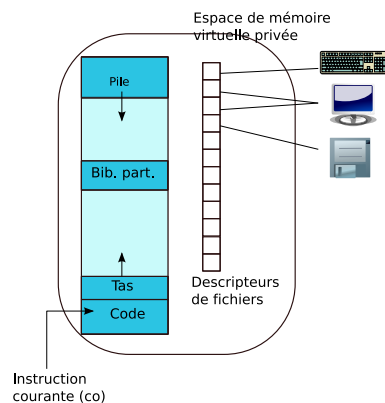 Espace de mémoire
virtuelle privée
Pile
Bib. part.
Tas
Code
Descripteurs
de fichiers
Instruction
courante (co)